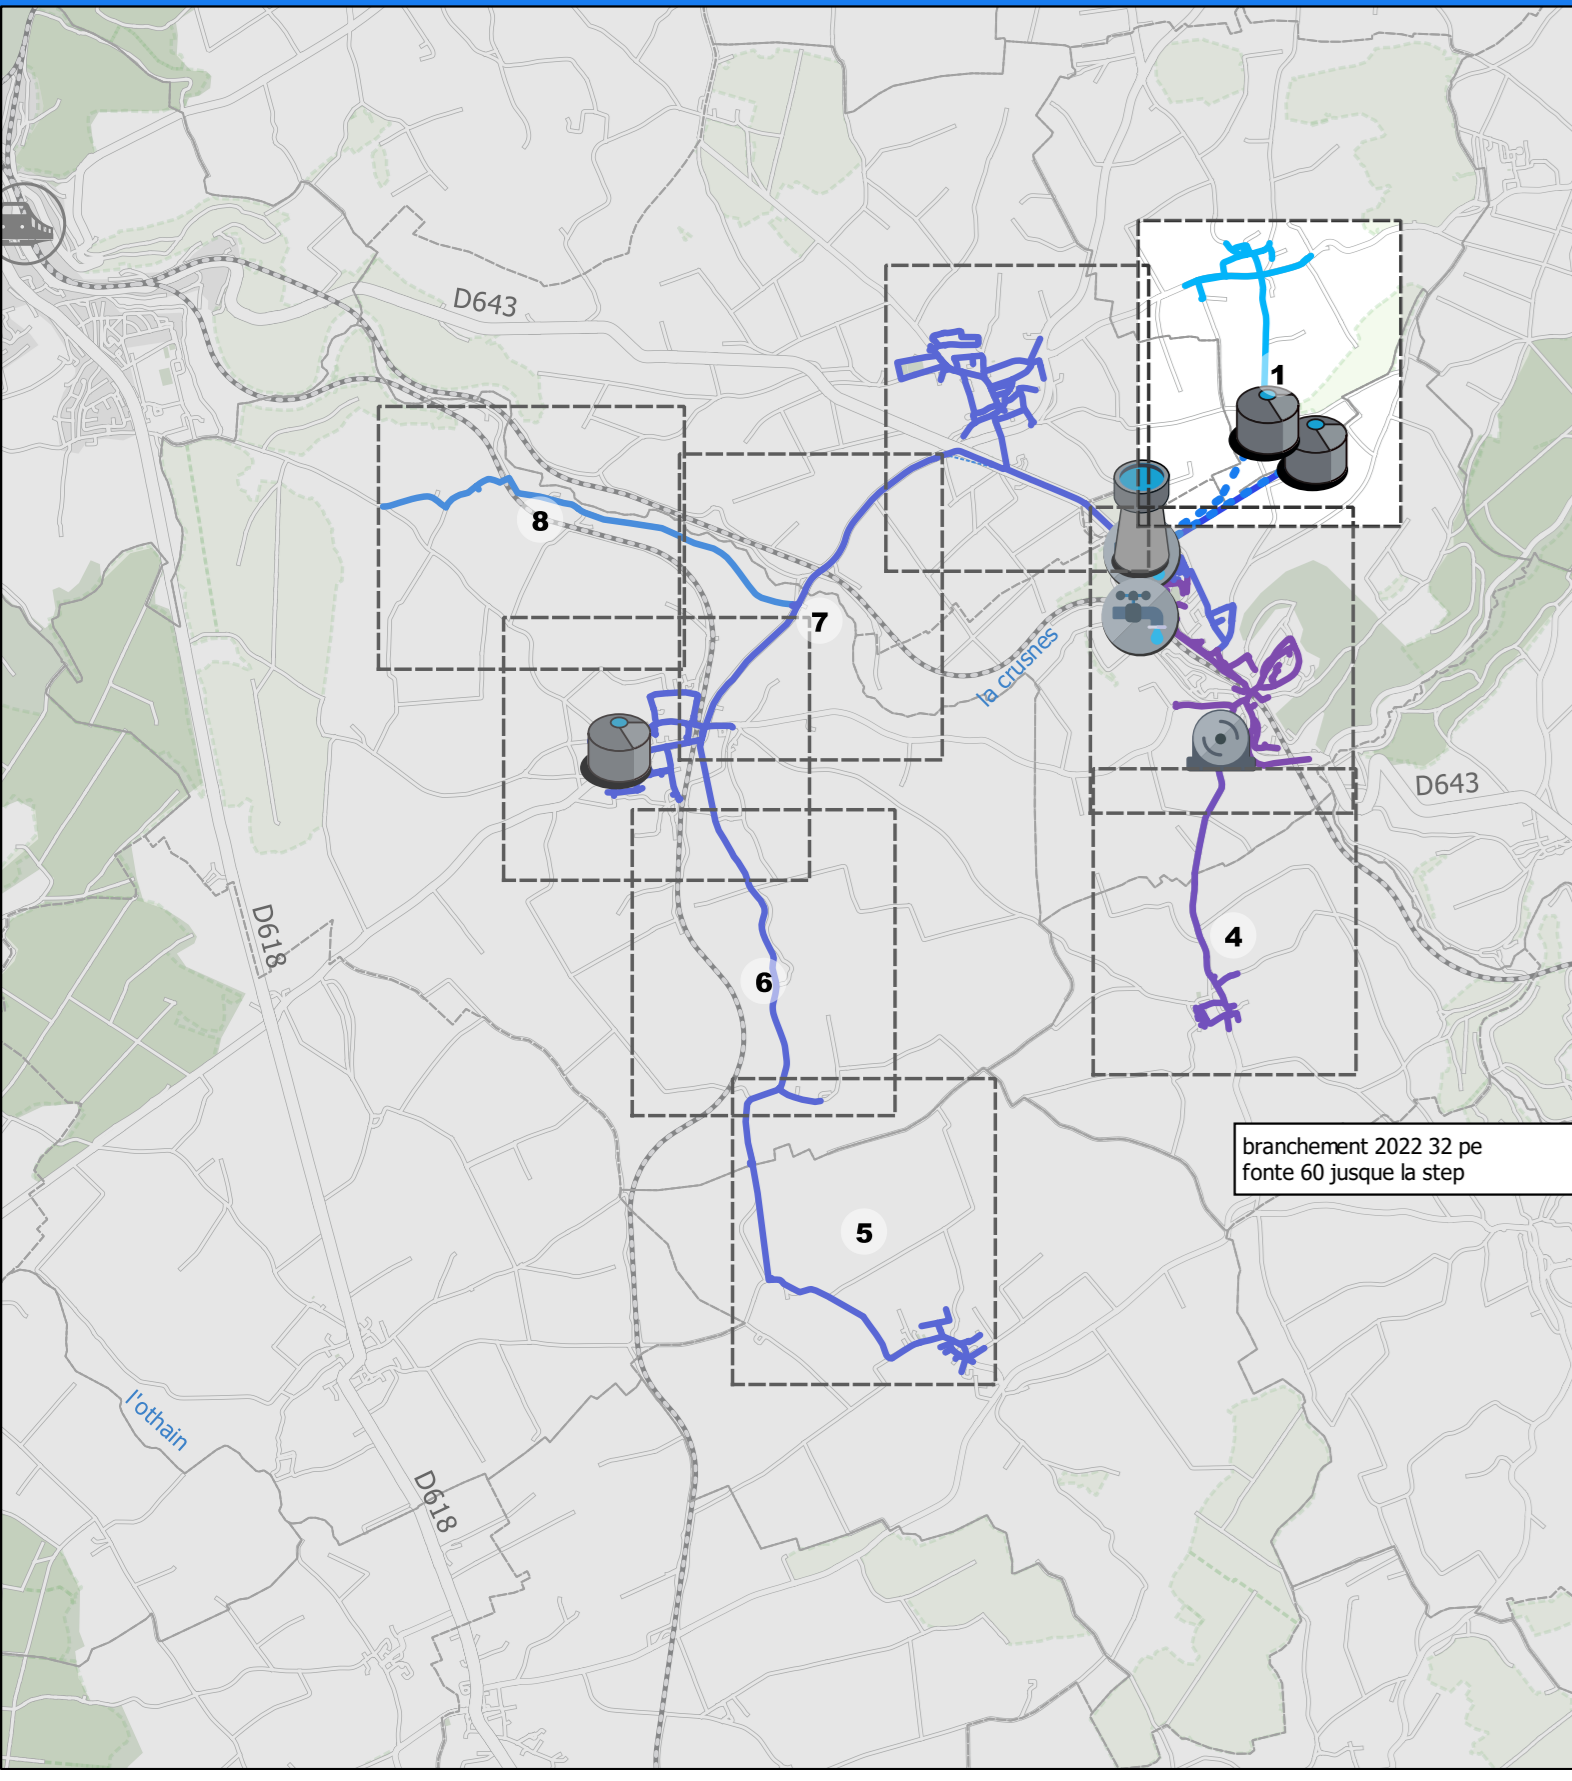 D643
1
8
7
la crusnes
D643
4
D618
6
branchement 2022 32 pe
fonte 60 jusque la step
5
l'othain
D618